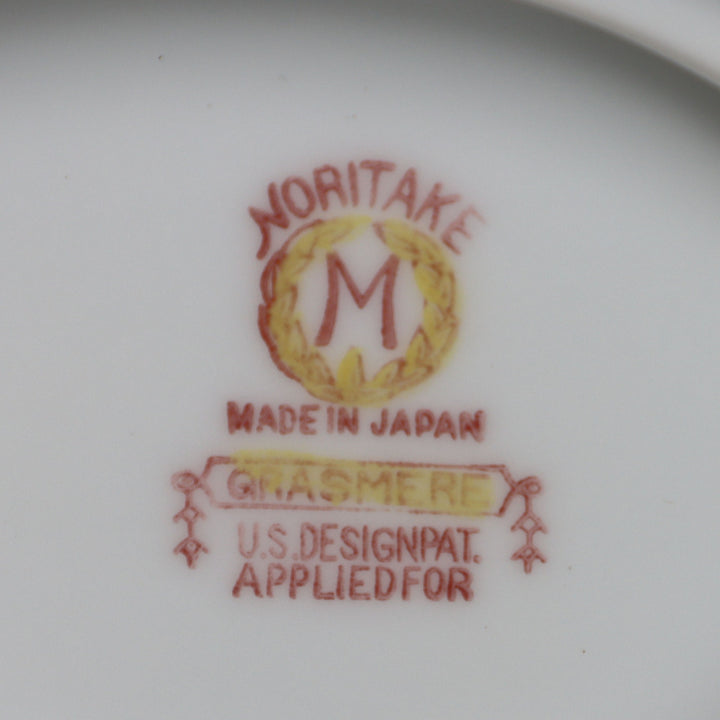 NORITAKE
M
MADE IN JAPAN
GRASMERE
U.S.DESIGNPAT.
APPLIEDFOR